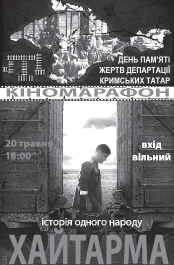 ДЕНЬ ПАМ'ЯТІ
ЖЕРТВ ДЕПАРТАЦІЇ
КРИМСЬКИХ ТАТАР
КІНОМАРАФОН
20 травня
18:00
вхід
вільний
історія одного народу
ХАЙТАРМА